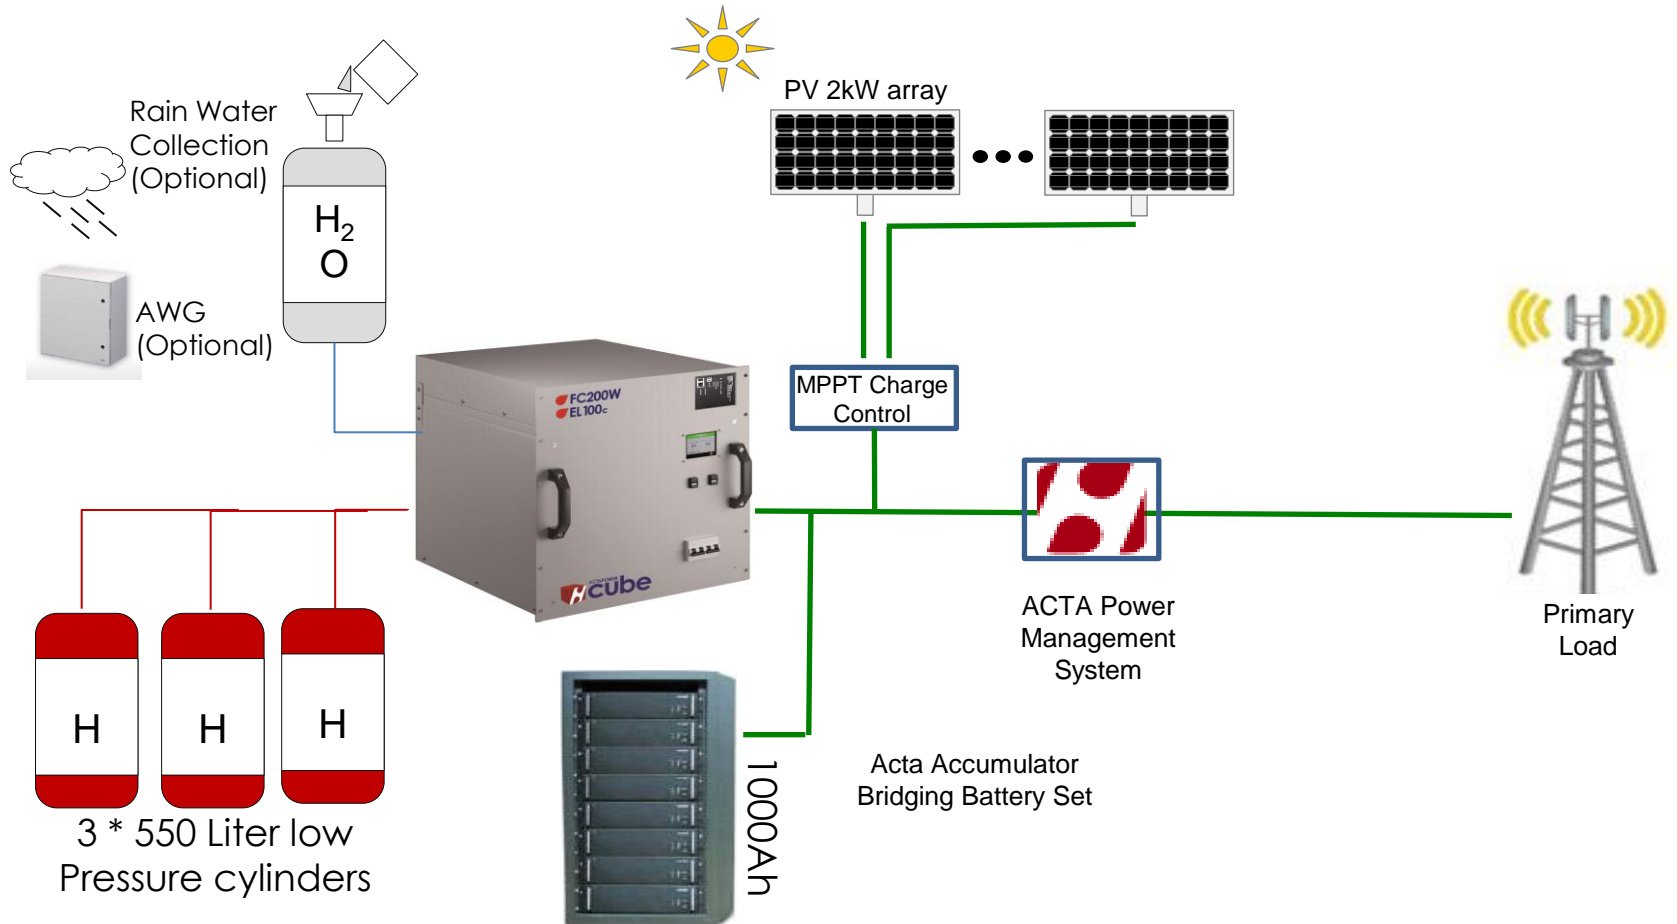 PV 2kW array
Rain Water
Collection
(Optional)
H₂
O
AWG
(Optional)
MPPT Charge
Control
FC200W
EL100c
ACTAPOWER
H cube
ACTA Power
Management
System
Primary
Load
H
H
H
3 * 550 Liter low
Pressure cylinders
1000Ah
Acta Accumulator
Bridging Battery Set